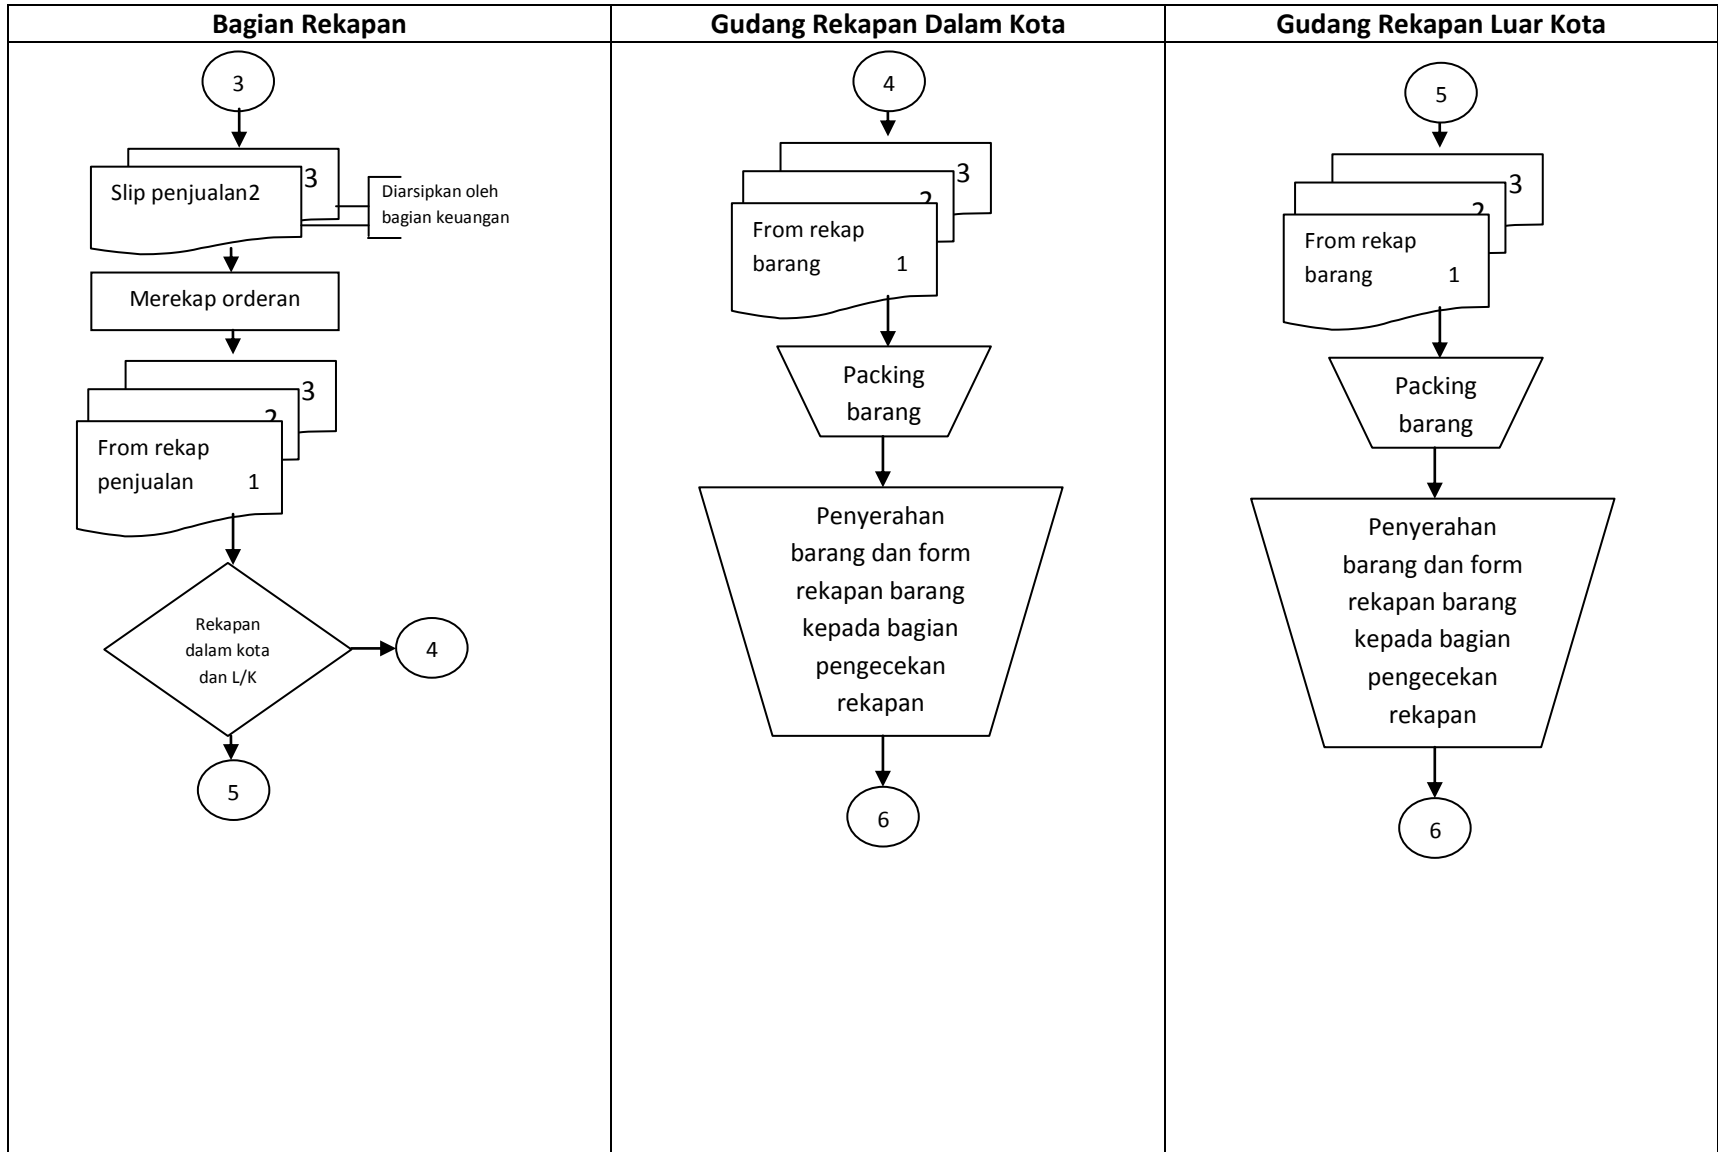 Bagian Rekapan
Gudang Rekapan Dalam Kota
Gudang Rekapan Luar Kota
3
3
Slip penjualan2
Diarsipkan oleh
bagian keuangan
Merekap orderan
3
2
From rekap
penjualan 1
Rekapan
dalam kota
dan L/K
4
5
4
3
2
From rekap
barang 1
Packing
barang
Penyerahan
barang dan form
rekapan barang
kepada bagian
pengecekan
rekapan
6
5
3
2
From rekap
barang 1
Packing
barang
Penyerahan
barang dan form
rekapan barang
kepada bagian
pengecekan
rekapan
6